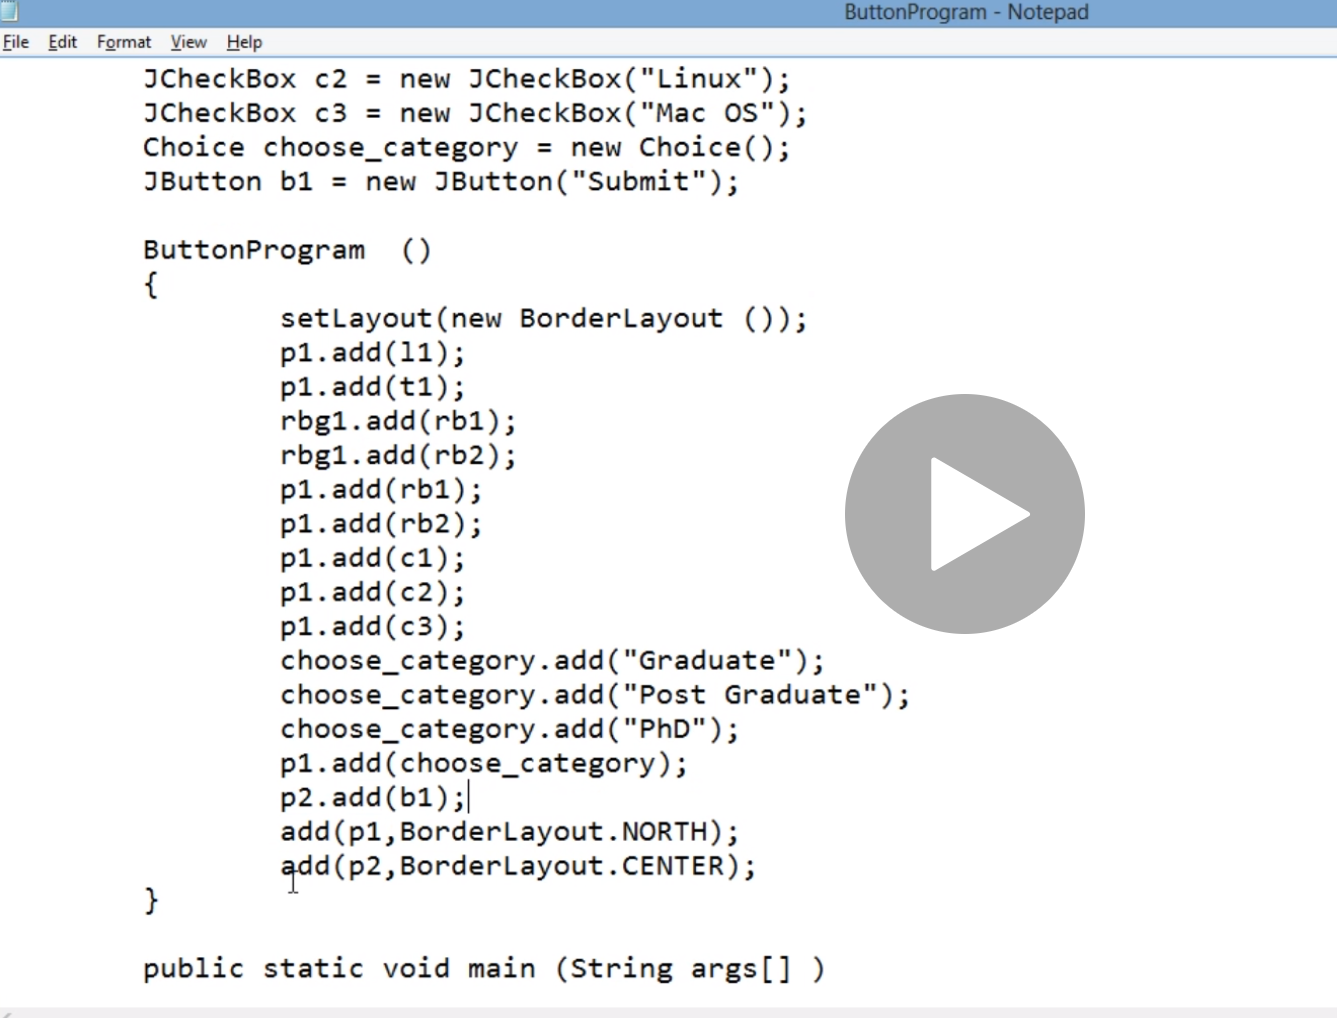 ButtonProgram - Notepad
File Edit Format View Help
JCheckBox c2 = new JCheckBox("Linux");
JCheckBox c3 = new JCheckBox("Mac OS");
Choice choose_category = new Choice();
JButton b1 = new JButton("Submit");
ButtonProgram  ()
{
setLayout(new BorderLayout ());
p1.add(l1);
p1.add(t1);
rbg1.add(rb1);
rbg1.add(rb2);
p1.add(rb1);
p1.add(rb2);
p1.add(c1);
p1.add(c2);
p1.add(c3);
choose_category.add("Graduate");
choose_category.add("Post Graduate");
choose_category.add("PhD");
p1.add(choose_category);
p2.add(b1);
add(p1,BorderLayout.NORTH);
add(p2,BorderLayout.CENTER);
}
public static void main (String args[] )